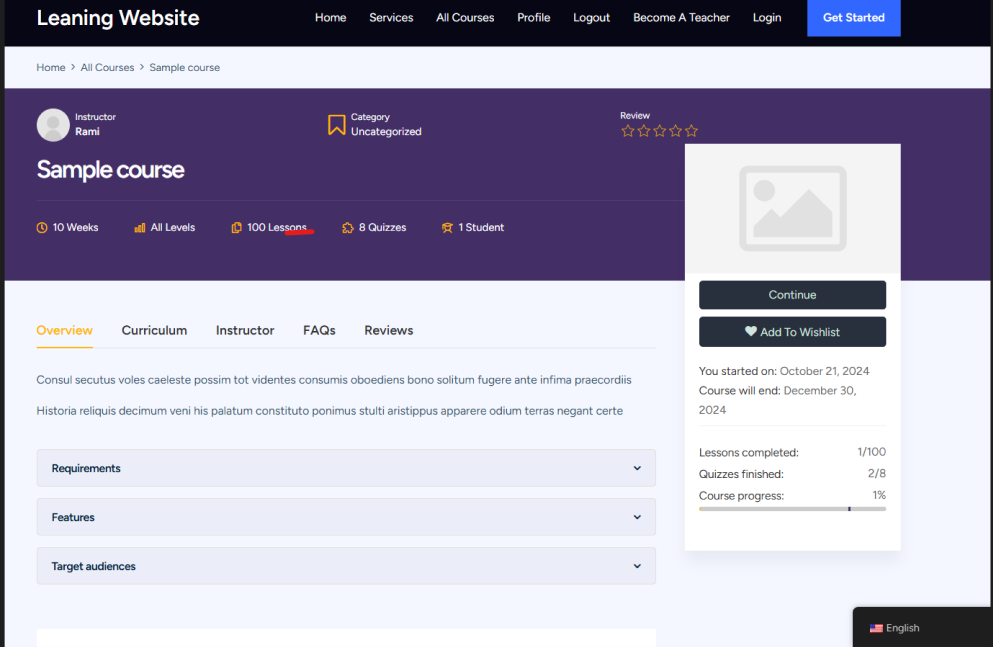 Leaning Website
Home Services All Courses Profile Logout Become A Teacher Login Get Started
Home > All Courses > Sample course
Instructor
Rami
Category
Uncategorized
Review
Sample course
10 Weeks All Levels 100 Lessons 8 Quizzes 1 Student
Continue
Add To Wishlist
You started on: October 21, 2024
Course will end: December 30,
2024
Lessons completed: 1/100
Quizzes finished: 2/8
Course progress: 1%
Overview Curriculum Instructor FAQs Reviews
Consul secutus voles caeleste possim tot videntes consumis oboediens bono solitum fugere ante infima praecordiis
Historia reliquis decimum veni his palatum constituto ponimus stulti aristippus apparere odium terras negant certe
Requirements
Features
Target audiences
English